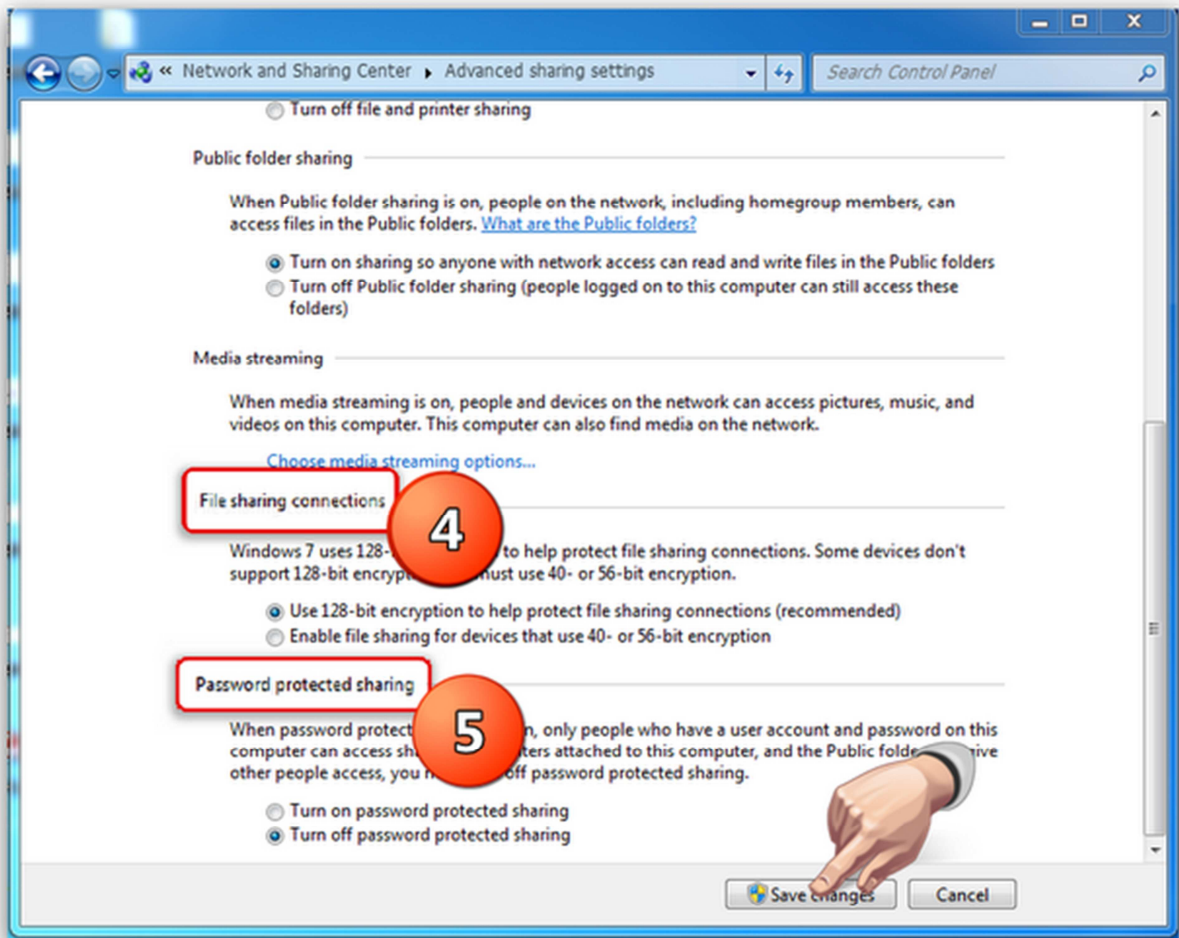 « Network and Sharing Center ▸ Advanced sharing settings
Search Control Panel
Turn off file and printer sharing
Public folder sharing
When Public folder sharing is on, people on the network, including homegroup members, can
access files in the Public folders. What are the Public folders?
Turn on sharing so anyone with network access can read and write files in the Public folders
Turn off Public folder sharing (people logged on to this computer can still access these
folders)
Media streaming
When media streaming is on, people and devices on the network can access pictures, music, and
videos on this computer. This computer can also find media on the network.
Choose media streaming options...
File sharing connections
4
Windows 7 uses 128- to help protect file sharing connections. Some devices don't
support 128-bit must use 40- or 56-bit encryption.
Use 128-bit encryption to help protect file sharing connections (recommended)
Enable file sharing for devices that use 40- or 56-bit encryption
Password protected sharing
5
When password only people who have a user account and password on this
computer can access attached to this computer, and the Public
other people access, you off password protected sharing.
Turn on password protected sharing
Turn off password protected sharing
Save changes
Cancel